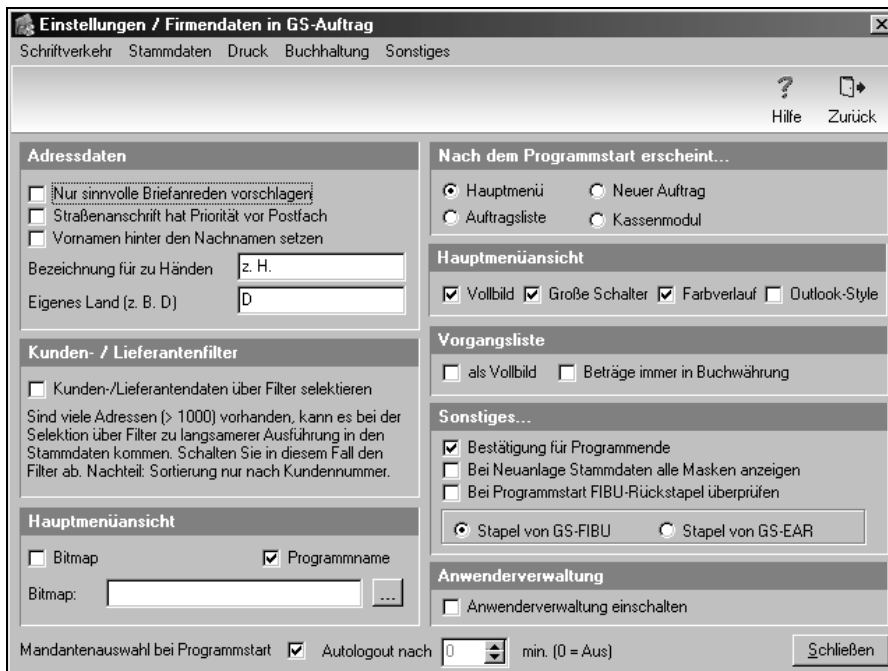 Einstellungen / Firmendaten in GS-Auftrag
Schriftverkehr Stammdaten Druck Buchhaltung Sonstiges
Hilfe Zurück
Adressdaten
Nur sinnvolle Briefanreden vorschlagen
Straßenanschrift hat Priorität vor Postfach
Vornamen hinter den Nachnamen setzen
Bezeichnung für zu Händen z. H.
Eigenes Land (z. B. D) D
Kunden- / Lieferantenfilter
Kunden-/Lieferantendaten über Filter selektieren
Sind viele Adressen (> 1000) vorhanden, kann es bei der
Selektion über Filter zu langsamerer Ausführung in den
Stammdaten kommen. Schalten Sie in diesem Fall den
Filter ab. Nachteil: Sortierung nur nach Kundennummer.
Hauptmenüansicht
Bitmap Programmname
Bitmap: ...
Nach dem Programmstart erscheint...
Hauptmenü Neuer Auftrag
Auftragsliste Kassenmodul
Hauptmenüansicht
Vollbild Große Schalter Farbverlauf Outlook-Style
Vorgangsliste
als Vollbild Beträge immer in Buchwährung
Sonstiges...
Bestätigung für Programmende
Bei Neuanlage Stammdaten alle Masken anzeigen
Bei Programmstart FIBU-Rückstapel überprüfen
Stapel von GS-FIBU Stapel von GS-EAR
Anwenderverwaltung
Anwenderverwaltung einschalten
Mandantenauswahl bei Programmstart Autologout nach 0 min. (0 = Aus) Schließen